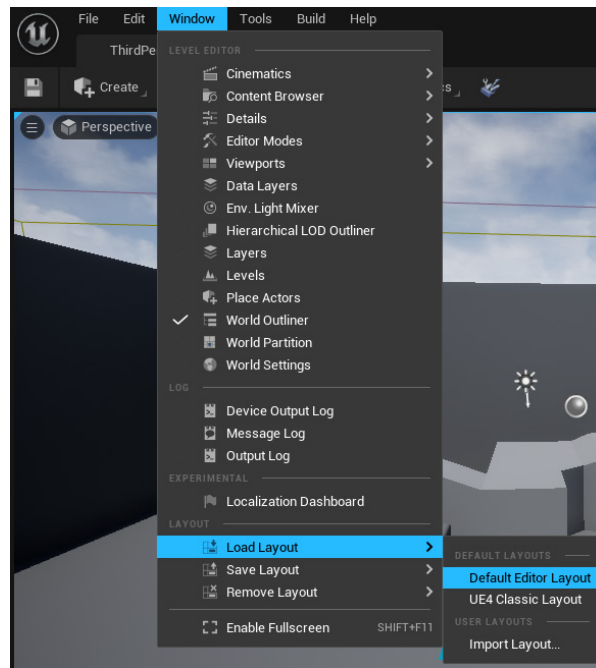 File Edit Window Tools Build Help
ThirdPe
LEVEL EDITOR
Create
Cinematics
Content Browser
s
Perspective
Details
Editor Modes
Viewports
Data Layers
Env. Light Mixer
Hierarchical LOD Outliner
Layers
Levels
Place Actors
World Outliner
World Partition
World Settings
LOG
Device Output Log
Message Log
Output Log
EXPERIMENTAL
Localization Dashboard
LAYOUT
Load Layout
Save Layout
Remove Layout
Enable Fullscreen SHIFT+F11
DEFAULT LAYOUTS
Default Editor Layout
UE4 Classic Layout
USER LAYOUTS
Import Layout...